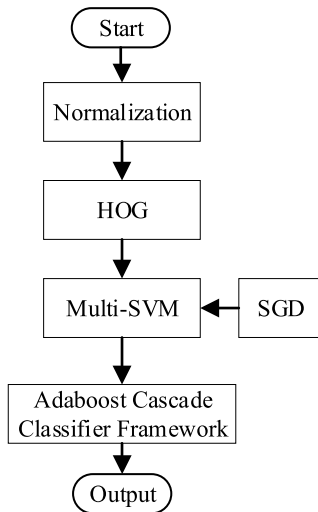 Start
Normalization
HOG
Multi-SVM
SGD
Adaboost Cascade
Classifier Framework
Output